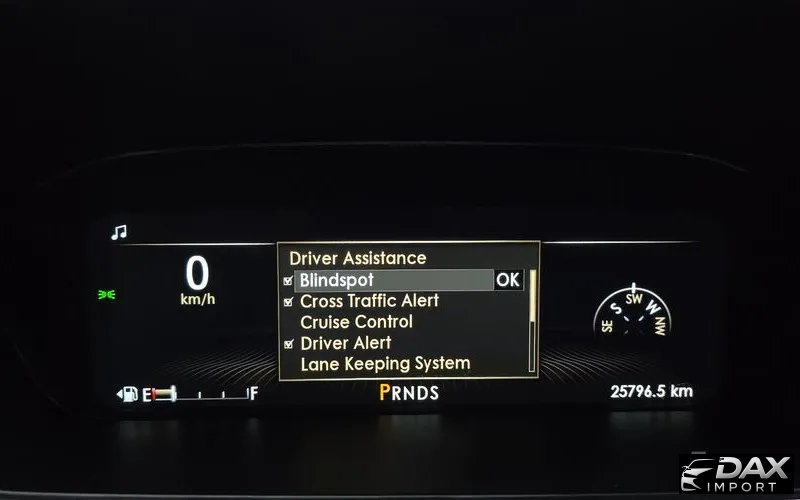 Driver Assistance
Blindspot OK
Cross Traffic Alert
Cruise Control
Driver Alert
Lane Keeping System
0
km/h
SE S SW W NW
E F
PRNDS
25796.5 km
DAX
IMPORT